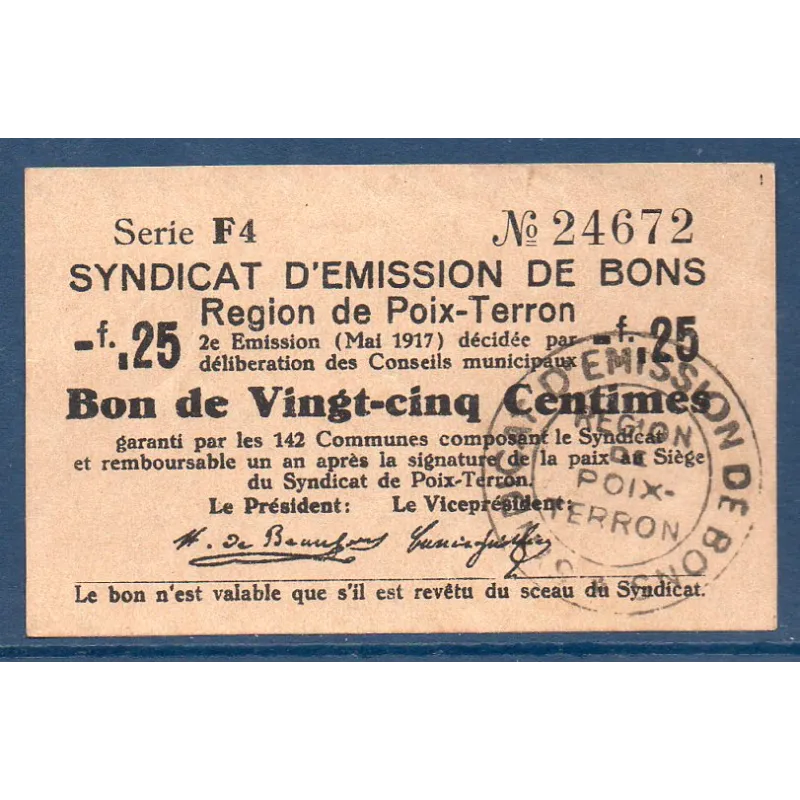 Serie F4 № 24672
SYNDICAT D'EMISSION DE BONS
Region de Poix-Terron
-f.,25 2e Emission (Mai 1917) décidée par -f.,25
déliberation des Conseils municipaux
Bon de Vingt-cinq Centimes
garanti par les 142 Communes composant le Syndicat
et remboursable un an après la signature de la paix au Siège
du Syndicat de Poix-Terron.
Le Président: Le Viceprésident:
Le bon n'est valable que s'il est revêtu du sceau du Syndicat.
SYNDICAT D'EMISSION DE BONS
REGION
DE
POIX-
TERRON